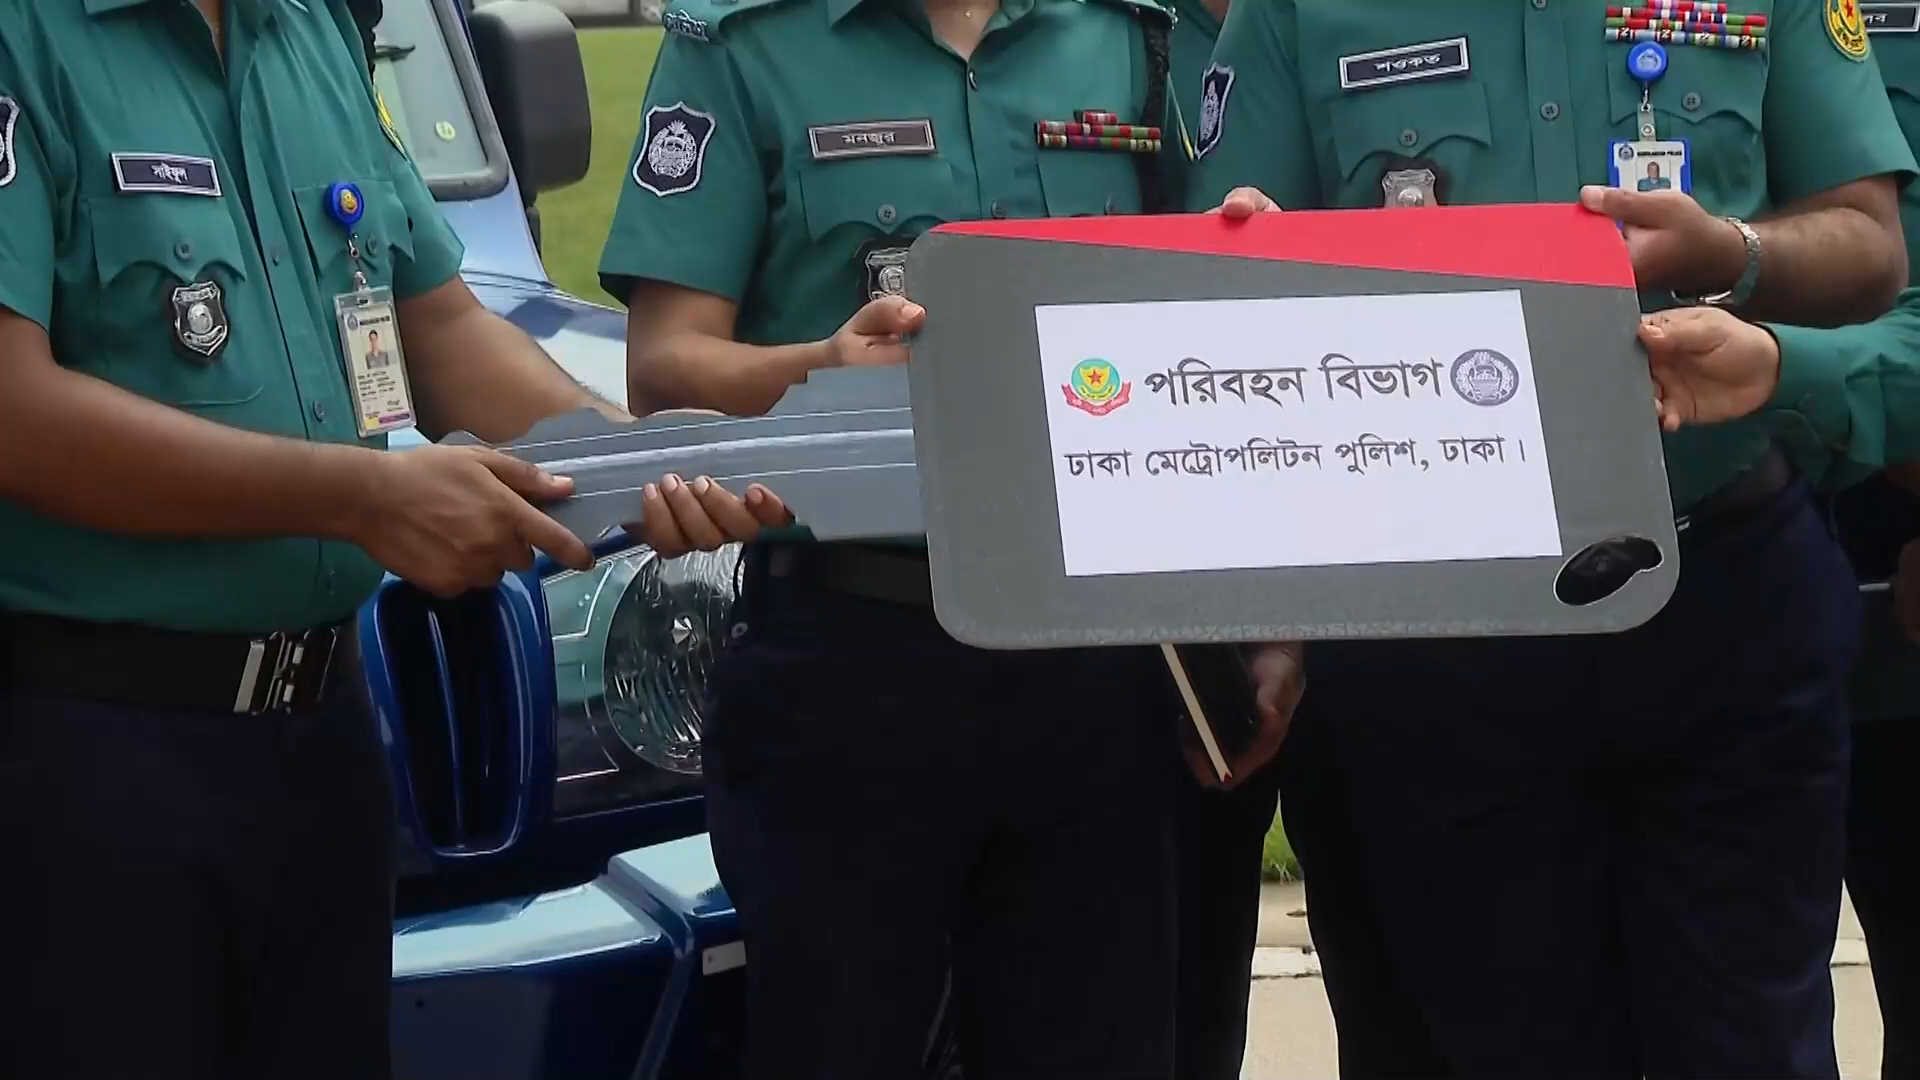 সাইফুল
মনজুর
শওকত
পরিবহন বিভাগ
ঢাকা মেট্রোপলিটন পুলিশ, ঢাকা।